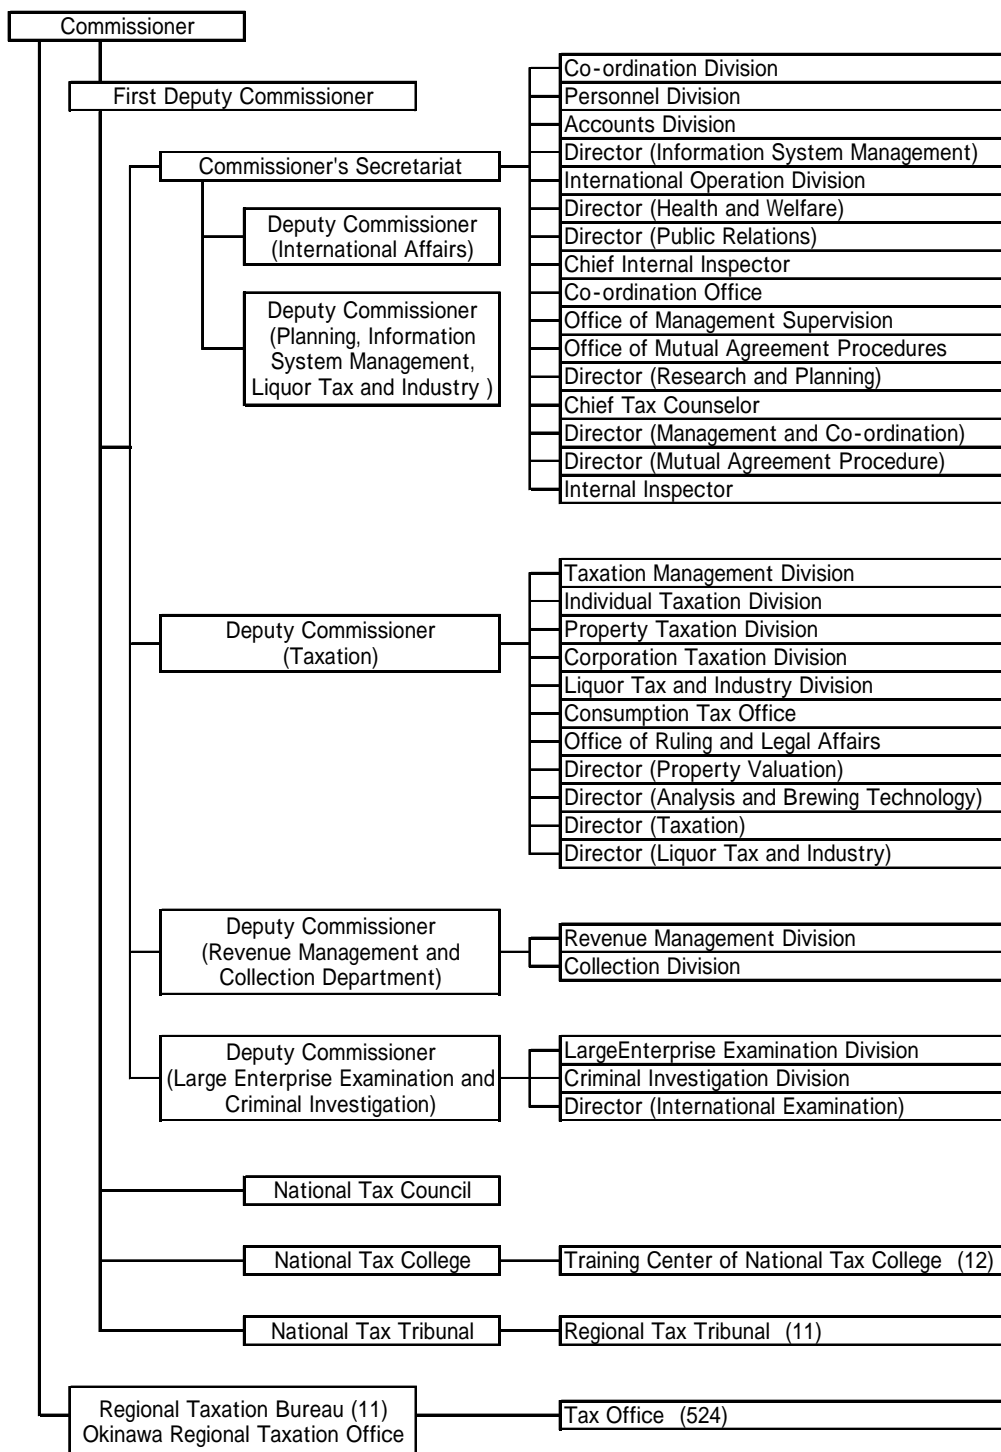 Commissioner
First Deputy Commissioner
Commissioner's Secretariat
Deputy Commissioner
(International Affairs)
Deputy Commissioner
(Planning, Information
System Management,
Liquor Tax and Industry )
Co-ordination Division
Personnel Division
Accounts Division
Director (Information System Management)
International Operation Division
Director (Health and Welfare)
Director (Public Relations)
Chief Internal Inspector
Co-ordination Office
Office of Management Supervision
Office of Mutual Agreement Procedures
Director (Research and Planning)
Chief Tax Counselor
Director (Management and Co-ordination)
Director (Mutual Agreement Procedure)
Internal Inspector
Deputy Commissioner
(Taxation)
Taxation Management Division
Individual Taxation Division
Property Taxation Division
Corporation Taxation Division
Liquor Tax and Industry Division
Consumption Tax Office
Office of Ruling and Legal Affairs
Director (Property Valuation)
Director (Analysis and Brewing Technology)
Director (Taxation)
Director (Liquor Tax and Industry)
Deputy Commissioner
(Revenue Management and
Collection Department)
Revenue Management Division
Collection Division
Deputy Commissioner
(Large Enterprise Examination and
Criminal Investigation)
LargeEnterprise Examination Division
Criminal Investigation Division
Director (International Examination)
National Tax Council
National Tax College
Training Center of National Tax College (12)
National Tax Tribunal
Regional Tax Tribunal (11)
Regional Taxation Bureau (11)
Okinawa Regional Taxation Office
Tax Office (524)